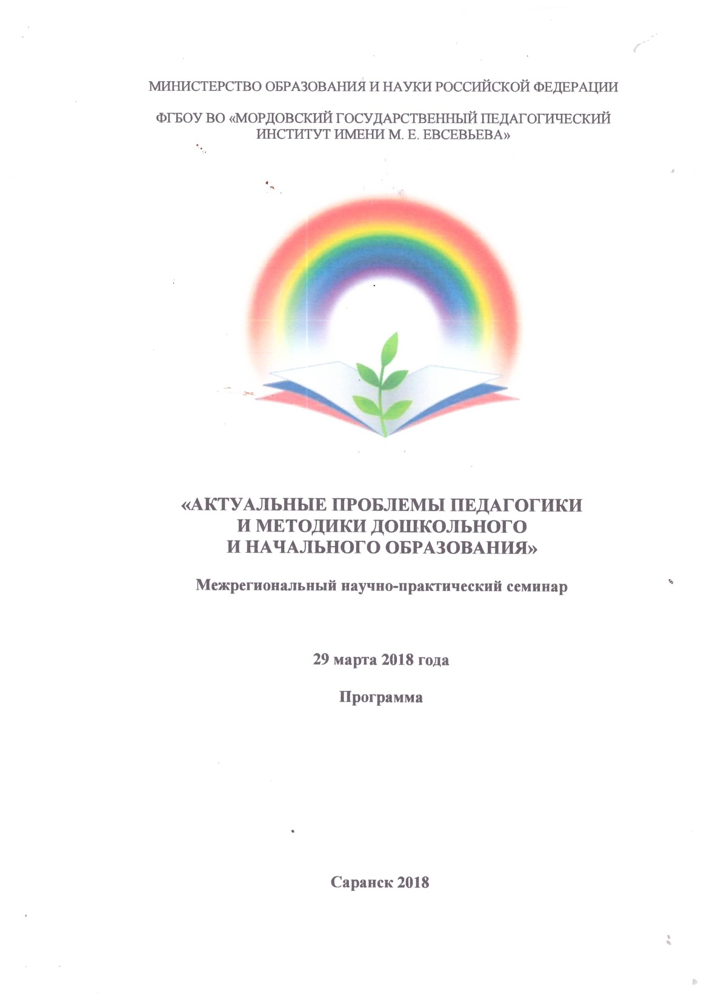 МИНИСТЕРСТВО ОБРАЗОВАНИЯ И НАУКИ РОССИЙСКОЙ ФЕДЕРАЦИИ
ФГБОУ ВО «МОРДОВСКИЙ ГОСУДАРСТВЕННЫЙ ПЕДАГОГИЧЕСКИЙ
ИНСТИТУТ ИМЕНИ М. Е. ЕВСЕВЬЕВА»
«АКТУАЛЬНЫЕ ПРОБЛЕМЫ ПЕДАГОГИКИ
И МЕТОДИКИ ДОШКОЛЬНОГО
И НАЧАЛЬНОГО ОБРАЗОВАНИЯ»
Межрегиональный научно-практический семинар
29 марта 2018 года
Программа
Саранск 2018